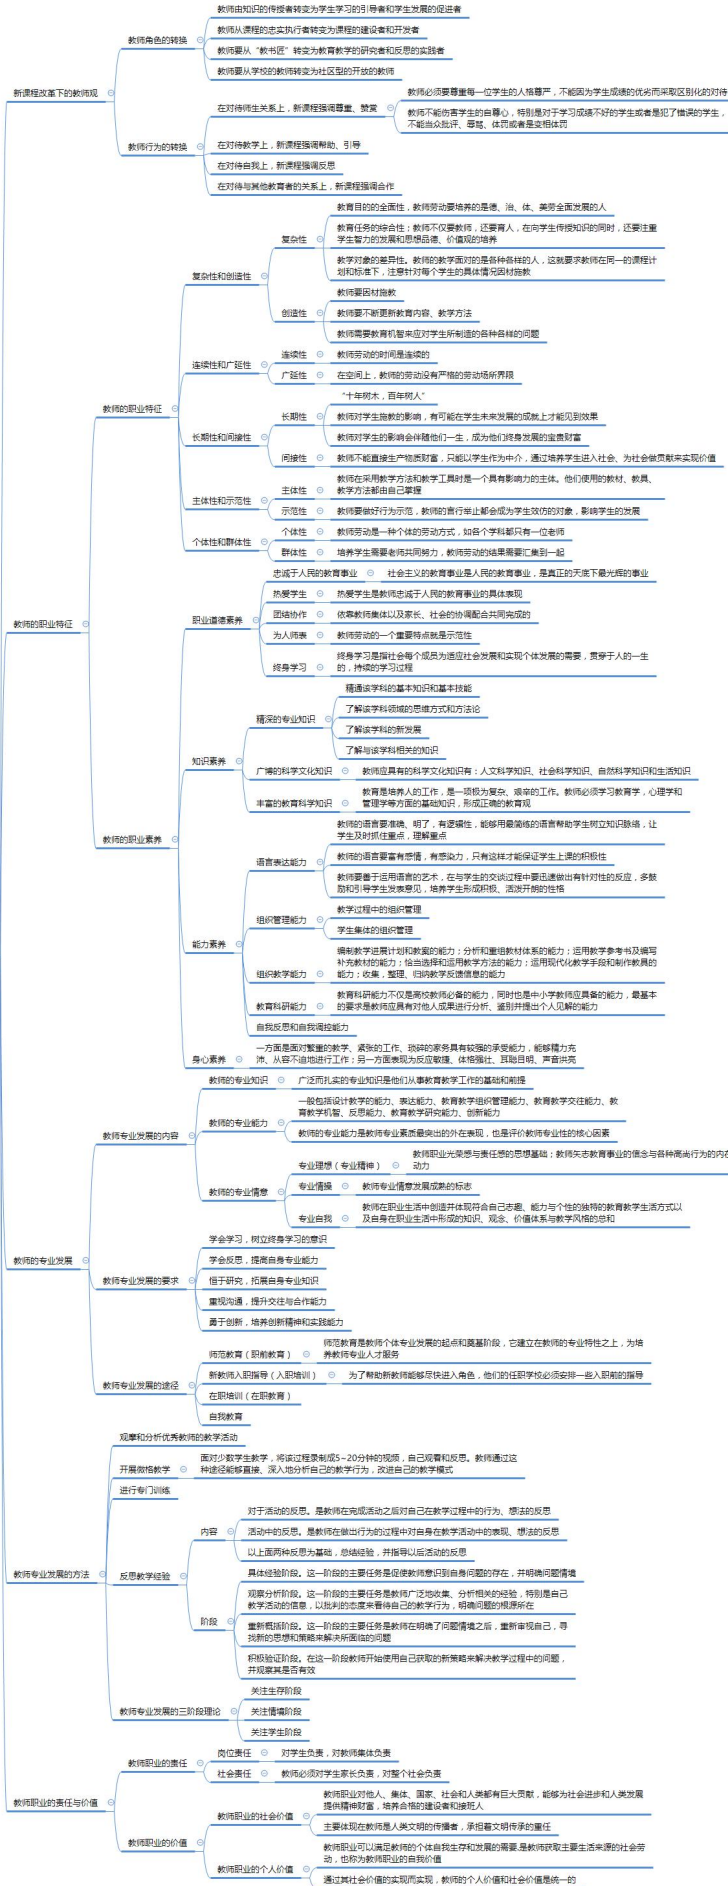 新课程改革下的教师观
教师角色的转换
教师由知识的传授者转变为学生学习的引导者和学生发展的促进者
教师从课程的忠实执行者转变为课程的建设者和开发者
教师要从“教书匠”转变为教育教学的研究者和反思的实践者
教师要从学校的教师转变为社区型的开放的教师
教师行为的转换
在对待师生关系上，新课程强调尊重、赞赏
教师必须要尊重每一位学生的人格尊严，不能因为学生成绩的优劣而采取区别化的对待
教师不能伤害学生的自尊心，特别是对于学习成绩不好的学生或者是犯了错误的学生，
不能当众批评、辱骂、体罚或者是变相体罚
在对待教学上，新课程强调帮助、引导
在对待自我上，新课程强调反思
在对待与其他教育者的关系上，新课程强调合作
教师的职业特征
教师的职业特征
复杂性和创造性
复杂性
教育目的的全面性，教师劳动要培养的是德、治、体、美劳全面发展的人
教育任务的综合性；教师不仅要教师，还要育人，在向学生传授知识的同时，还要注重
学生智力的发展和思想品德、价值观的培养
教学对象的差异性。教师的教学面对的是各种各样的人，这就要求教师在同一的课程计
划和标准下，注意针对每个学生的具体情况因材施教
创造性
教师要因材施教
教师要不断更新教育内容、教学方法
教师需要教育机智来应对学生所制造的各种各样的问题
连续性和广延性
连续性
教师劳动的时间是连续的
广延性
在空间上，教师的劳动没有严格的劳动场所界限
长期性和间接性
长期性
“十年树木，百年树人”
教师对学生施教的影响，有可能在学生未来发展的成就上才能见到效果
教师对学生的影响会伴随他们一生，成为他们终身发展的宝贵财富
间接性
教师不能直接生产物质财富，只能以学生作为中介，通过培养学生进入社会、为社会做贡献来实现价值
主体性和示范性
主体性
教师在采用教学方法和教学工具时是一个具有影响力的主体。他们使用的教材、教具、
教学方法都由自己掌握
示范性
教师要做好行为示范，教师的言行举止都会成为学生效仿的对象，影响学生的发展
个体性和群体性
个体性
教师劳动是一种个体的劳动方式，如各个学科都只有一位老师
群体性
培养学生需要老师共同努力，教师劳动的结果需要汇集到一起
教师的职业素养
职业道德素养
忠诚于人民的教育事业
社会主义的教育事业是人民的教育事业，是真正的天底下最光辉的事业
热爱学生
热爱学生是教师忠诚于人民的教育事业的具体表现
团结协作
依靠教师集体以及家长、社会的协调配合共同完成的
为人师表
教师劳动的一个重要特点就是示范性
终身学习
终身学习是指社会每个成员为适应社会发展和实现个体发展的需要，贯穿于人的一生
的，持续的学习过程
知识素养
精深的专业知识
精通该学科的基本知识和基本技能
了解该学科领域的思维方式和方法论
了解该学科的新发展
了解与该学科相关的知识
广博的科学文化知识
教师应具有的科学文化知识有：人文科学知识、社会科学知识、自然科学知识和生活知识
丰富的教育科学知识
教育是培养人的工作，是一项极为复杂、艰辛的工作。教师必须学习教育学，心理学和
管理学等方面的基础知识，形成正确的教育观
能力素养
语言表达能力
教师的语言要准确、明了，有逻辑性，能够用最简练的语言帮助学生树立知识脉络，让
学生及时抓住重点，理解重点
教师的语言要富有感情，有感染力，只有这样才能保证学生上课的积极性
教师要善于运用语言的艺术，在与学生的交谈过程中要迅速做出有针对性的反应，多鼓
励和引导学生发表意见，培养学生形成积极、活泼开朗的性格
组织管理能力
教学过程中的组织管理
学生集体的组织管理
组织教学能力
编制教学进展计划和教案的能力；分析和重组教材体系的能力；运用教学参考书及编写
补充教材的能力；恰当选择和运用教学方法的能力；运用现代化教学手段和制作教具的
能力；收集，整理、归纳教学反馈信息的能力
教育科研能力
教育科研能力不仅是高校教师必备的能力，同时也是中小学教师应具备的能力，最基本
的要求是教师应具有对他人成果进行分析、鉴别并提出个人见解的能力
自我反思和自我调控能力
身心素养
一方面是面对繁重的教学、紧张的工作、琐碎的家务具有较强的承受能力，能够精力充
沛、从容不迫地进行工作；另一方面表现为反应敏捷、体格强壮、耳聪目明、声音洪亮
教师的专业发展
教师专业发展的内容
教师的专业知识
广泛而扎实的专业知识是他们从事教育教学工作的基础和前提
教师的专业能力
一般包括设计教学的能力、表达能力、教育教学组织管理能力、教育教学交往能力、教
育教学机智、反思能力、教育教学研究能力、创新能力
教师的专业能力是教师专业素质最突出的外在表现，也是评价教师专业性的核心因素
教师的专业情意
专业理想（专业精神）
教师职业光荣感与责任感的思想基础；教师矢志教育事业的信念与各种高尚行为的内在
动力
专业情操
教师专业情意发展成熟的标志
专业自我
教师在职业生活中创造并体现符合自己志趣、能力与个性的独特的教育教学生活方式以
及自身在职业生活中形成的知识、观念、价值体系与教学风格的总和
教师专业发展的要求
学会学习，树立终身学习的意识
学会反思，提高自身专业能力
恒于研究，拓展自身专业知识
重视沟通，提升交往与合作能力
勇于创新，培养创新精神和实践能力
教师专业发展的途径
师范教育（职前教育）
师范教育是教师个体专业发展的起点和奠基阶段，它建立在教师的专业特性之上，为培
养教师专业人才服务
新教师入职指导（入职培训）
为了帮助新教师能够尽快进入角色，他们的任职学校必须安排一些入职前的指导
在职培训（在职教育）
自我教育
教师专业发展的方法
观摩和分析优秀教师的教学活动
开展微格教学
面对少数学生教学，将该过程录制成5~20分钟的视频，自己观看和反思。教师通过这
种途径能够直接、深入地分析自己的教学行为，改进自己的教学模式
进行专门训练
反思教学经验
内容
对于活动的反思。是教师在完成活动之后对自己在教学过程中的行为、想法的反思
活动中的反思。是教师在做出行为的过程中对自身在教学活动中的表现、想法的反思
以上面两种反思为基础，总结经验，并指导以后活动的反思
阶段
具体经验阶段。这一阶段的主要任务是促使教师意识到自身问题的存在，并明确问题情境
观察分析阶段。这一阶段的主要任务是教师广泛地收集、分析相关的经验，特别是自己
教学活动的信息，以批判的态度来看待自己的教学行为，明确问题的根源所在
重新概括阶段。这一阶段的主要任务是教师在明确了问题情境之后，重新审视自己，寻
找新的思想和策略来解决所面临的问题
积极验证阶段。在这一阶段教师开始使用自己获取的新策略来解决教学过程中的问题，
并观察其是否有效
教师专业发展的三阶段理论
关注生存阶段
关注情境阶段
关注学生阶段
教师职业的责任与价值
教师职业的责任
岗位责任
对学生负责，对教师集体负责
社会责任
教师必须对学生家长负责，对整个社会负责
教师职业的价值
教师职业的社会价值
教师职业对他人、集体、国家、社会和人类都有巨大贡献，能够为社会进步和人类发展
提供精神财富，培养合格的建设者和接班人
主要体现在教师是人类文明的传播者，承担着文明传承的重任
教师职业的个人价值
教师职业可以满足教师的个体自我生存和发展的需要.是教师获取主要生活来源的社会劳
动，也称为教师职业的自我价值
通过其社会价值的实现而实现，教师的个人价值和社会价值是统一的